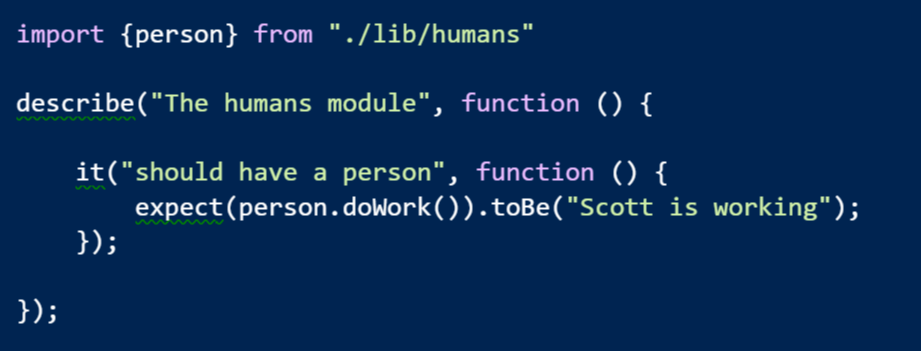 import {person} from "./lib/humans"
describe("The humans module", function () {
it("should have a person", function () {
expect(person.doWork()).toBe("Scott is working");
});
});